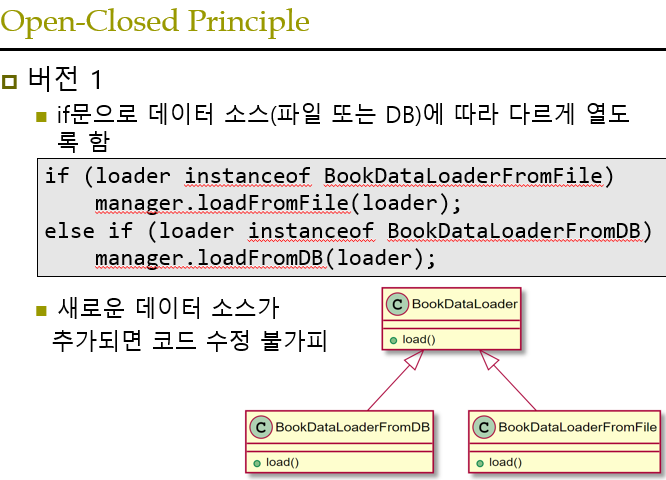 Open-Closed Principle
버전 1
if문으로 데이터 소스(파일 또는 DB)에 따라 다르게 열도
록 함
if (loader instanceof BookDataLoaderFromFile)
manager.loadFromFile(loader);
else if (loader instanceof BookDataLoaderFromDB)
manager.loadFromDB(loader);
새로운 데이터 소스가
추가되면 코드 수정 불가피
C BookDataLoader
load()
C BookDataLoaderFromDB
load()
C BookDataLoaderFromFile
load()